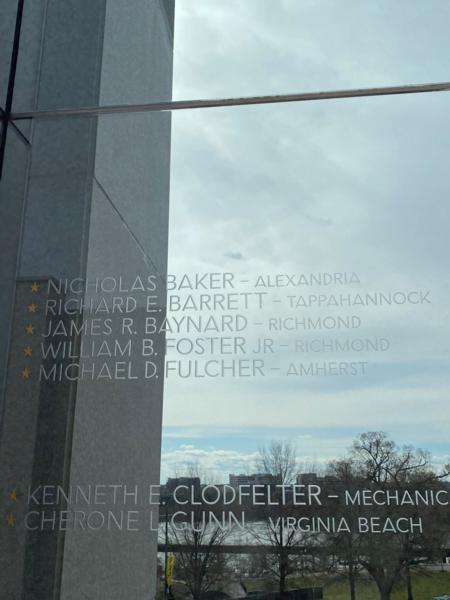 NICHOLAS BAKER – ALEXANDRIA
RICHARD E. BARRETT – TAPPAHANNOCK
JAMES R. BAYNARD – RICHMOND
WILLIAM B. FOSTER JR – RICHMOND
MICHAEL D. FULCHER – AMHERST
KENNETH E CLODFELTER – MECHANIC
CHERONE L. GUNN – VIRGINIA BEACH